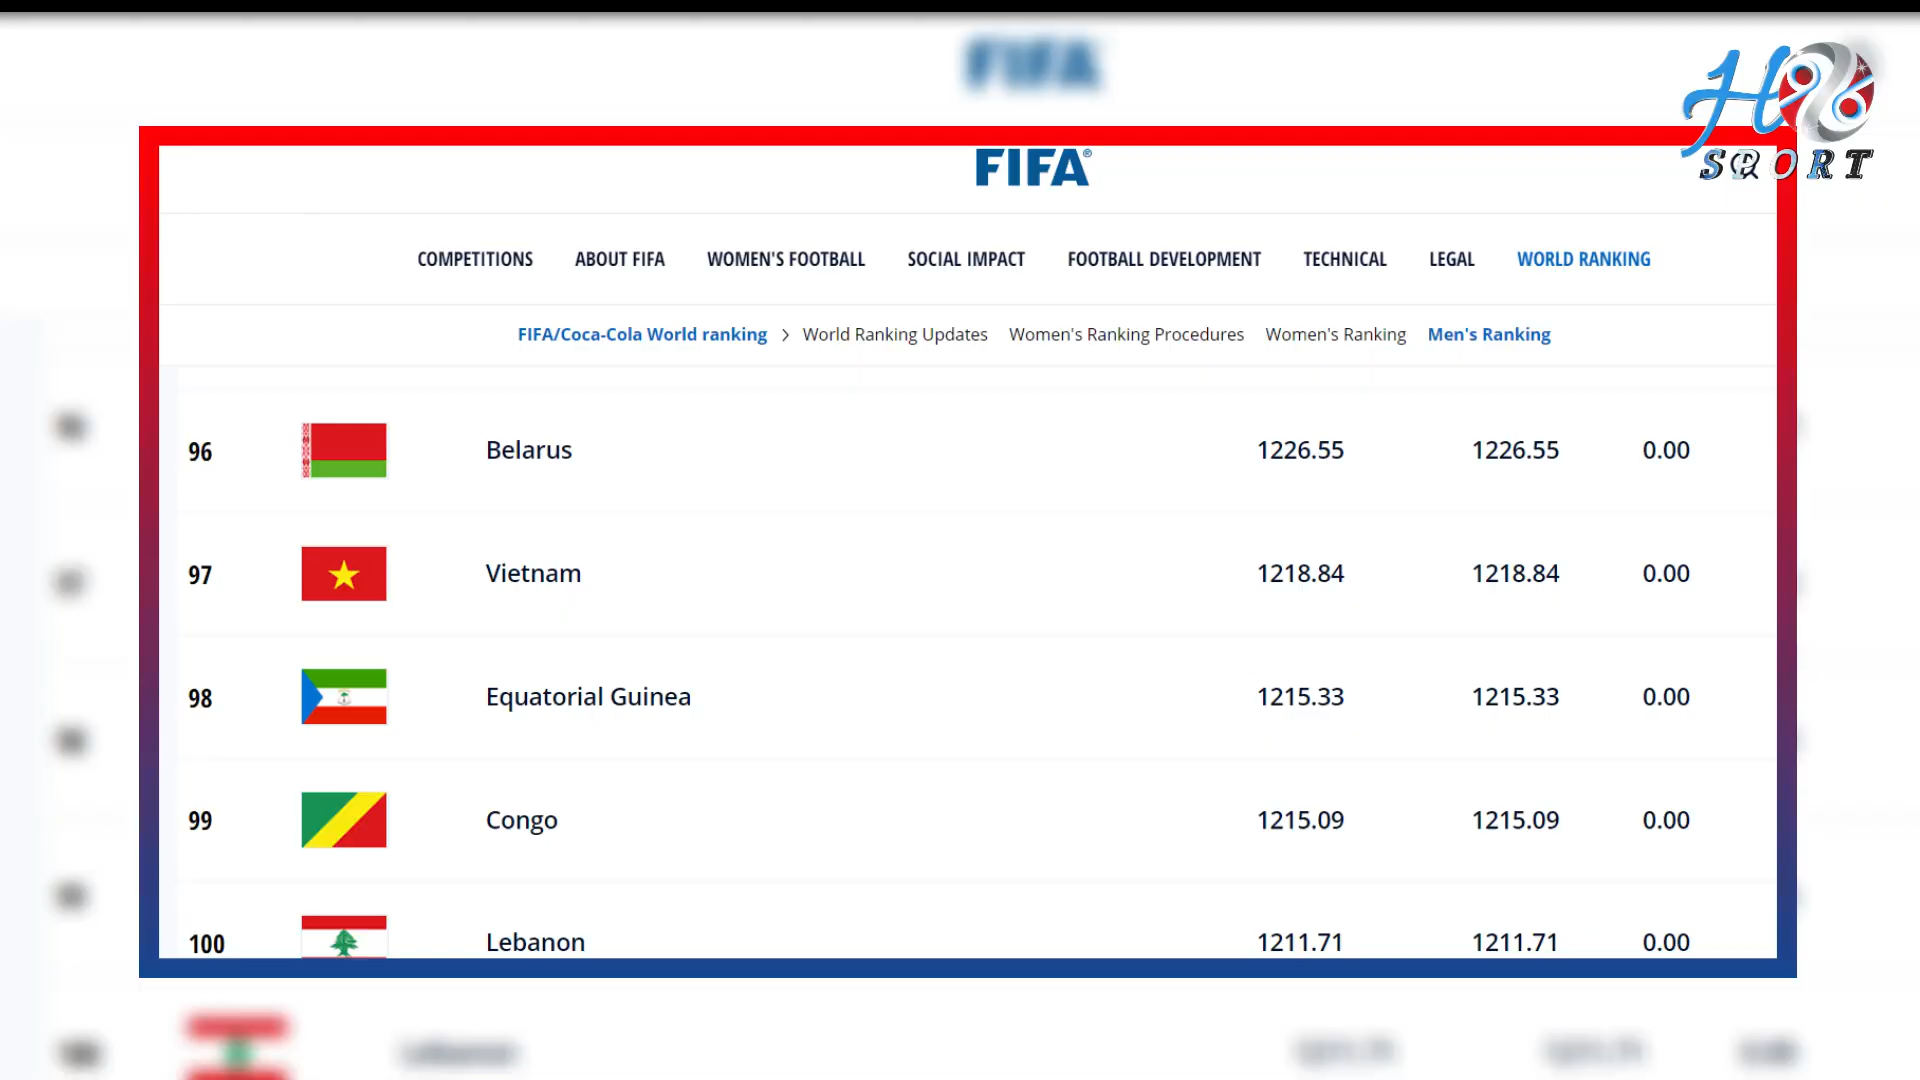 FIFA
H96
SPORT
FIFA®
COMPETITIONS ABOUT FIFA WOMEN'S FOOTBALL SOCIAL IMPACT FOOTBALL DEVELOPMENT TECHNICAL LEGAL WORLD RANKING
FIFA/Coca-Cola World ranking > World Ranking Updates Women's Ranking Procedures Women's Ranking Men's Ranking
96 Belarus 1226.55 1226.55 0.00
97 Vietnam 1218.84 1218.84 0.00
98 Equatorial Guinea 1215.33 1215.33 0.00
99 Congo 1215.09 1215.09 0.00
100 Lebanon 1211.71 1211.71 0.00
Lebanon